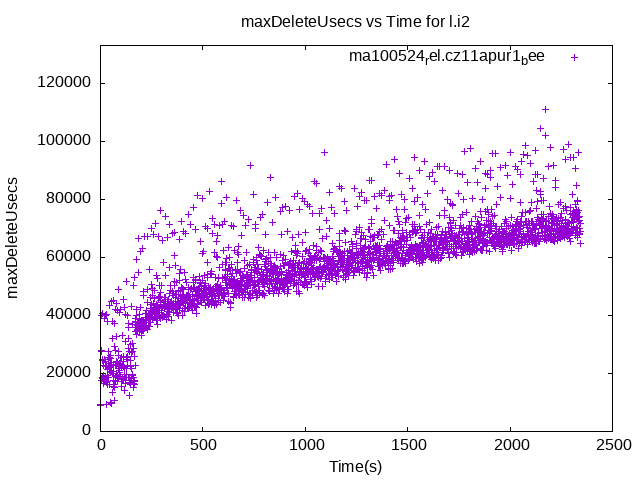 maxDeleteUsecs vs Time for l.i2
ma100524rel.cz11apur1bee
maxDeleteUsecs
120000
100000
80000
60000
40000
20000
0
0 500 1000 1500 2000 2500
Time(s)